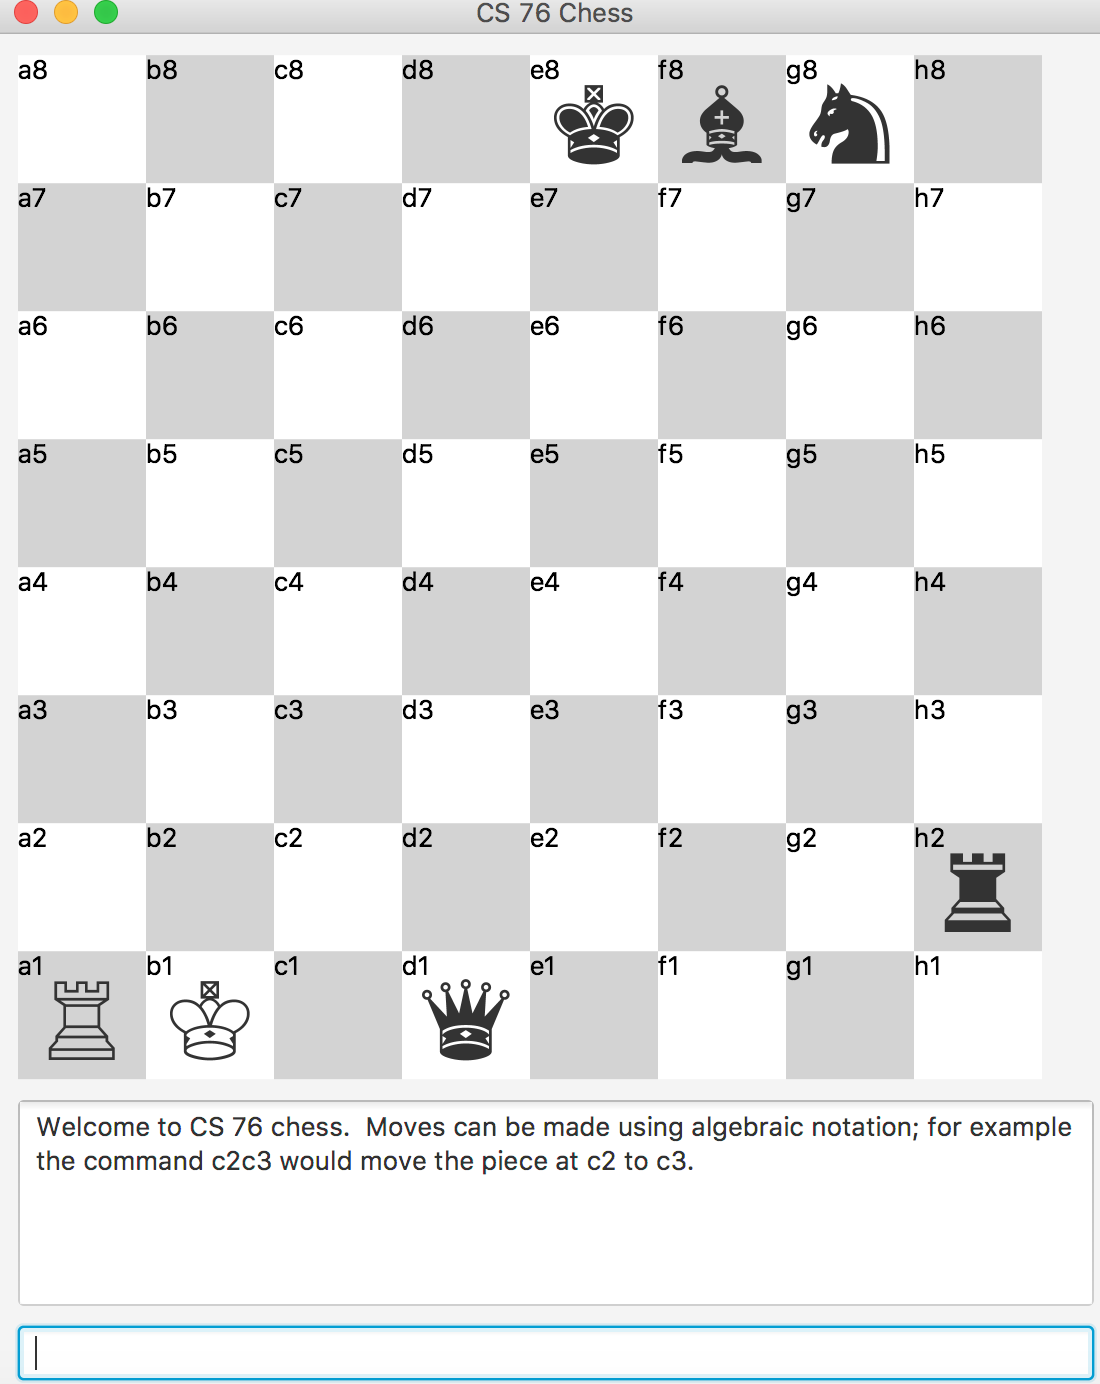 CS 76 Chess
a8 b8 c8 d8 e8 f8 g8 h8
a7 b7 c7 d7 e7 f7 g7 h7
a6 b6 c6 d6 e6 f6 g6 h6
a5 b5 c5 d5 e5 f5 g5 h5
a4 b4 c4 d4 e4 f4 g4 h4
a3 b3 c3 d3 e3 f3 g3 h3
a2 b2 c2 d2 e2 f2 g2 h2
a1 b1 c1 d1 e1 f1 g1 h1
Welcome to CS 76 chess.  Moves can be made using algebraic notation; for example
the command c2c3 would move the piece at c2 to c3.